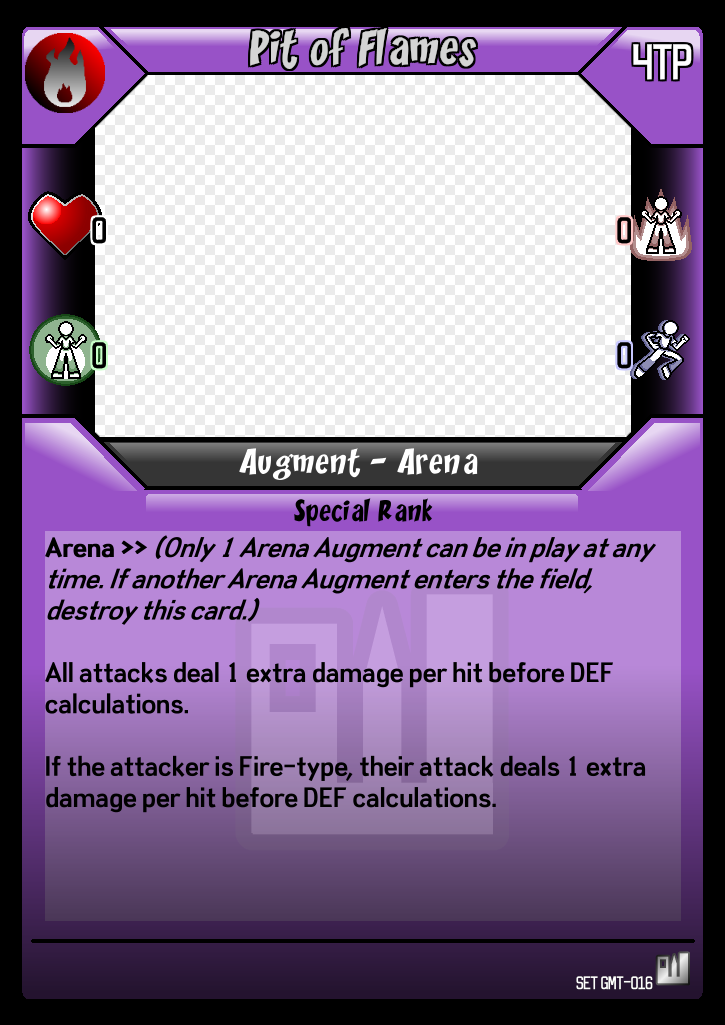 Pit of Flames
4TP
0
0
0
0
Augment - Arena
Special Rank
Arena >> (Only 1 Arena Augment can be in play at any
time. If another Arena Augment enters the field,
destroy this card.)
All attacks deal 1 extra damage per hit before DEF
calculations.
If the attacker is Fire-type, their attack deals 1 extra
damage per hit before DEF calculations.
SET GMT-016